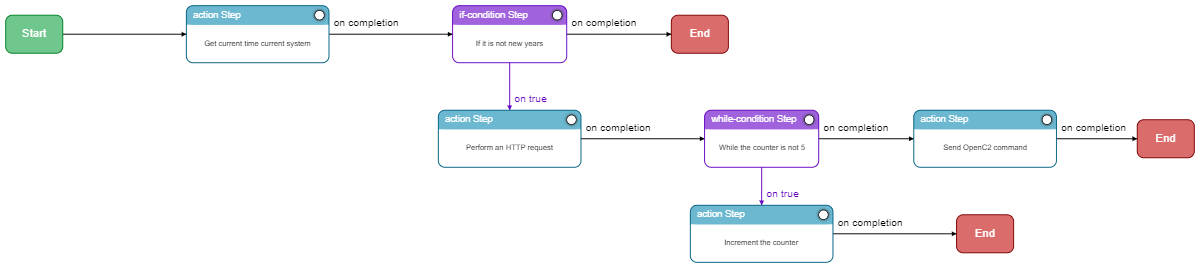 Start
action Step
Get current time current system
on completion
if-condition Step
If it is not new years
on completion
End
on true
action Step
Perform an HTTP request
on completion
while-condition Step
While the counter is not 5
on completion
action Step
Send OpenC2 command
on completion
End
on true
action Step
Increment the counter
on completion
End